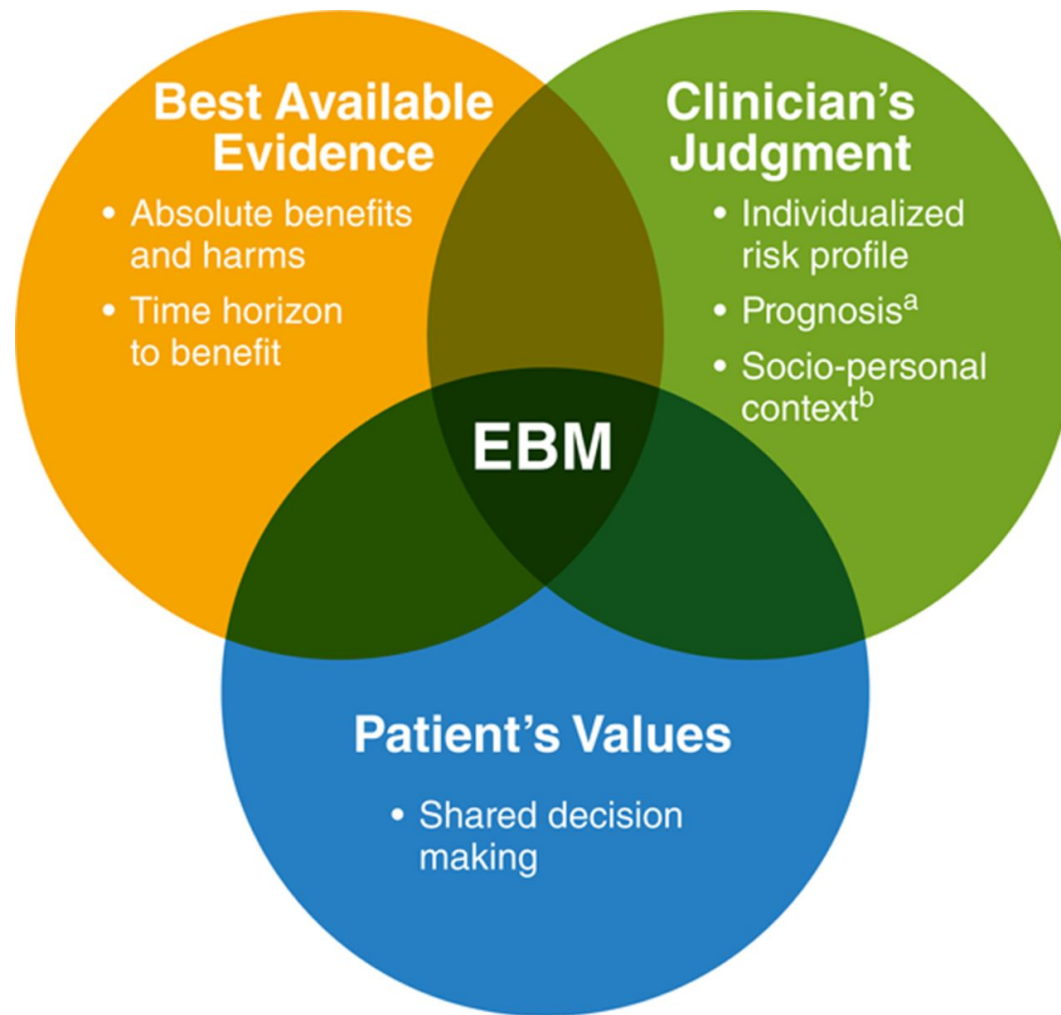 Best Available
Evidence
• Absolute benefits
and harms
• Time horizon
to benefit
Clinician's
Judgment
• Individualized
risk profile
• Prognosisᵃ
• Socio-personal
contextᵇ
EBM
Patient's Values
• Shared decision
making